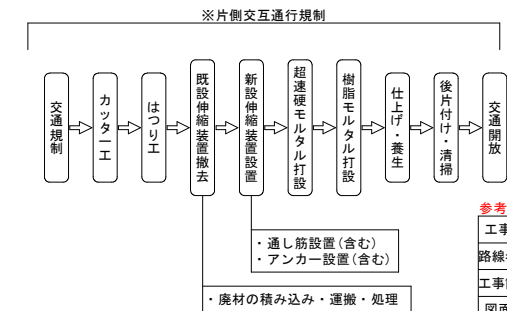 ※片側交互通行規制
交通規制
カッター工
はつり工
既設伸縮装置撤去
新設伸縮装置設置
超速硬モルタル打設
樹脂モルタル打設
仕上げ・養生
後片付け・清掃
交通開放
・通し筋設置(含む)
・アンカー設置(含む)
・廃材の積み込み・運搬・処理
参考
工事
路線
工事
図面